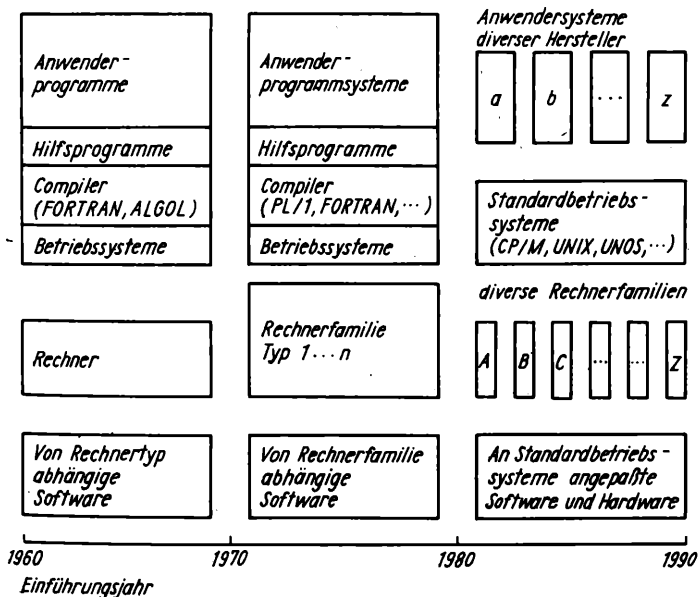 Anwender-
programme
Hilfsprogramme
Compiler
(FORTRAN, ALGOL)
Betriebssysteme
Rechner
Von Rechnertyp
abhängige
Software
Anwender-
programmsysteme
Hilfsprogramme
Compiler
(PL/1, FORTRAN, ···)
Betriebssysteme
Rechnerfamilie
Typ 1 ··· n
Von Rechnerfamilie
abhängige
Software
Anwendersysteme
diverser Hersteller
a b ··· z
Standardbetriebs-
systeme
(CP/M, UNIX, UNOS, ···)
diverse Rechnerfamilien
A B C ··· ··· Z
An Standardbetriebs-
systeme angepaßte
Software und Hardware
1960 1970 1980 1990
Einführungsjahr